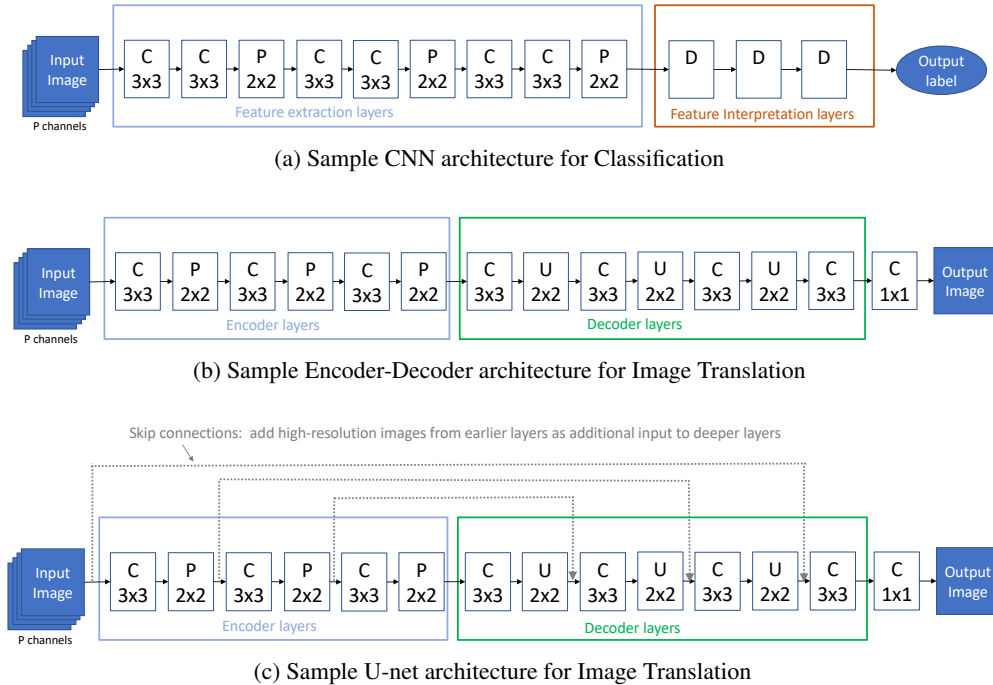 Input
Image
P channels
C
3x3
C
3x3
P
2x2
C
3x3
C
3x3
P
2x2
C
3x3
C
3x3
P
2x2
Feature extraction layers
D
D
D
Feature Interpretation layers
Output
label
(a) Sample CNN architecture for Classification
Input
Image
P channels
C
3x3
P
2x2
C
3x3
P
2x2
C
3x3
P
2x2
Encoder layers
C
3x3
U
2x2
C
3x3
U
2x2
C
3x3
U
2x2
C
3x3
Decoder layers
C
1x1
Output
Image
(b) Sample Encoder-Decoder architecture for Image Translation
Skip connections: add high-resolution images from earlier layers as additional input to deeper layers
Input
Image
P channels
C
3x3
P
2x2
C
3x3
P
2x2
C
3x3
P
2x2
Encoder layers
C
3x3
U
2x2
C
3x3
U
2x2
C
3x3
U
2x2
C
3x3
Decoder layers
C
1x1
Output
Image
(c) Sample U-net architecture for Image Translation